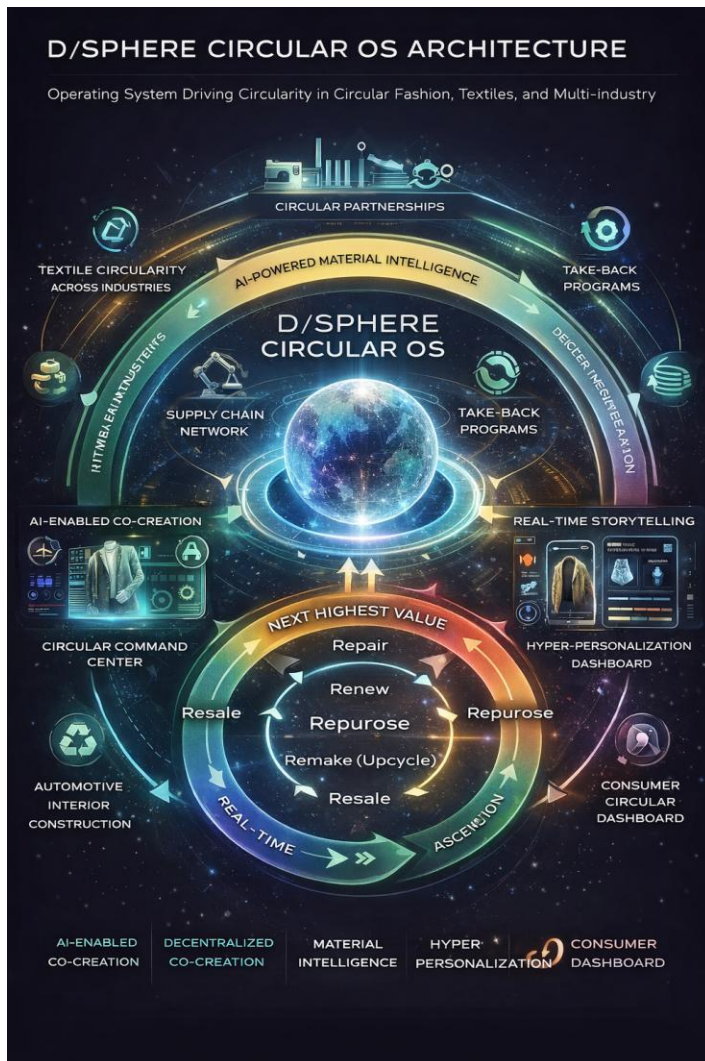 D/SPHERE CIRCULAR OS ARCHITECTURE
Operating System Driving Circularity in Circular Fashion, Textiles, and Multi-industry
CIRCULAR PARTNERSHIPS
TEXTILE CIRCULARITY
ACROSS INDUSTRIES
TAKE-BACK
PROGRAMS
AI-POWERED MATERIAL INTELLIGENCE
D/SPHERE
CIRCULAR OS
SUPPLY CHAIN
NETWORK
TAKE-BACK
PROGRAMS
AI-ENABLED CO-CREATION
REAL-TIME STORYTELLING
CIRCULAR COMMAND
CENTER
HYPER-PERSONALIZATION
DASHBOARD
NEXT HIGHEST VALUE
Repair
Renew
Resale
Repurose
Repurose
Remake (Upcycle)
Resale
REAL-TIME
AUTOMOTIVE
INTERIOR
CONSTRUCTION
CONSUMER
CIRCULAR
DASHBOARD
AI-ENABLED
CO-CREATION
DECENTRALIZED
CO-CREATION
MATERIAL
INTELLIGENCE
HYPER
PERSONALIZATION
CONSUMER
DASHBOARD